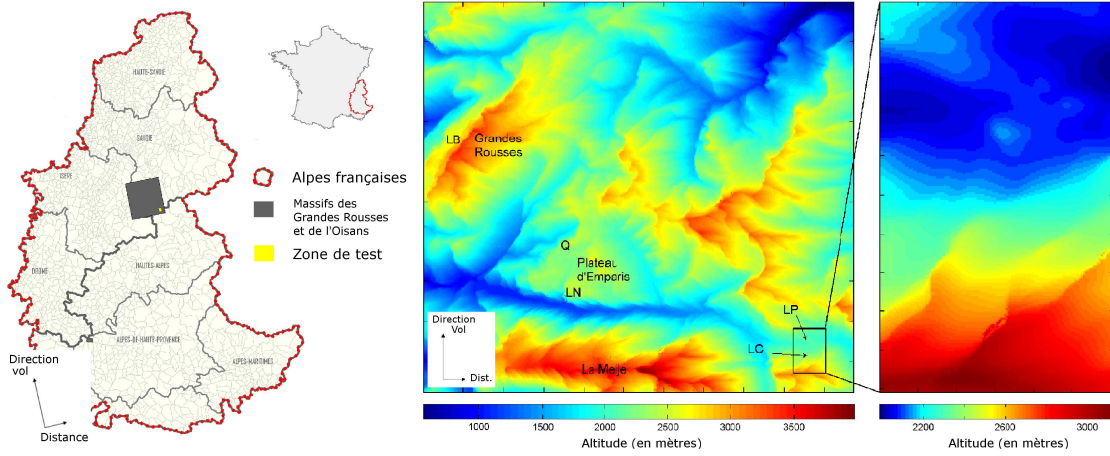 HAUTE-SAVOIE
SAVOIE
ISERE
DROME
HAUTES-ALPES
ALPES-DE-HAUTE-PROVENCE
ALPES-MARITIMES
Direction
vol
Distance
Alpes françaises
Massifs des
Grandes Rousses
et de l'Oisans
Zone de test
LB
Grandes
Rousses
Q
Plateau
d'Emparis
LN
LP
LC
La Meije
Direction
Vol
Dist.
1000 1500 2000 2500 3000 3500
Altitude (en mètres)
2200 2600 3000
Altitude (en mètres)